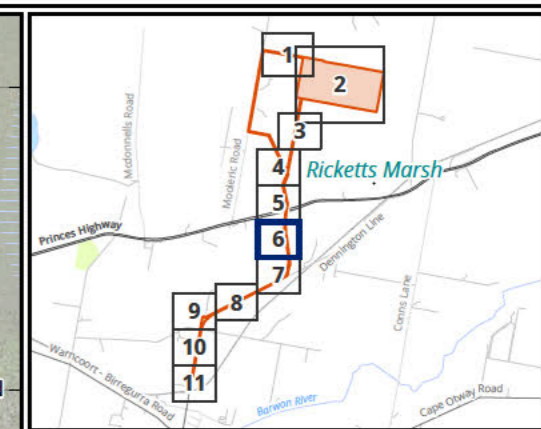 1
2
3
4
Ricketts Marsh
5
6
7
8
9
10
11
Mcdonnells Road
Mooleric Road
Princes Highway
Dennington Line
Conns Lane
Warncoort - Birregurra Road
Barwon River
Cape Otway Road